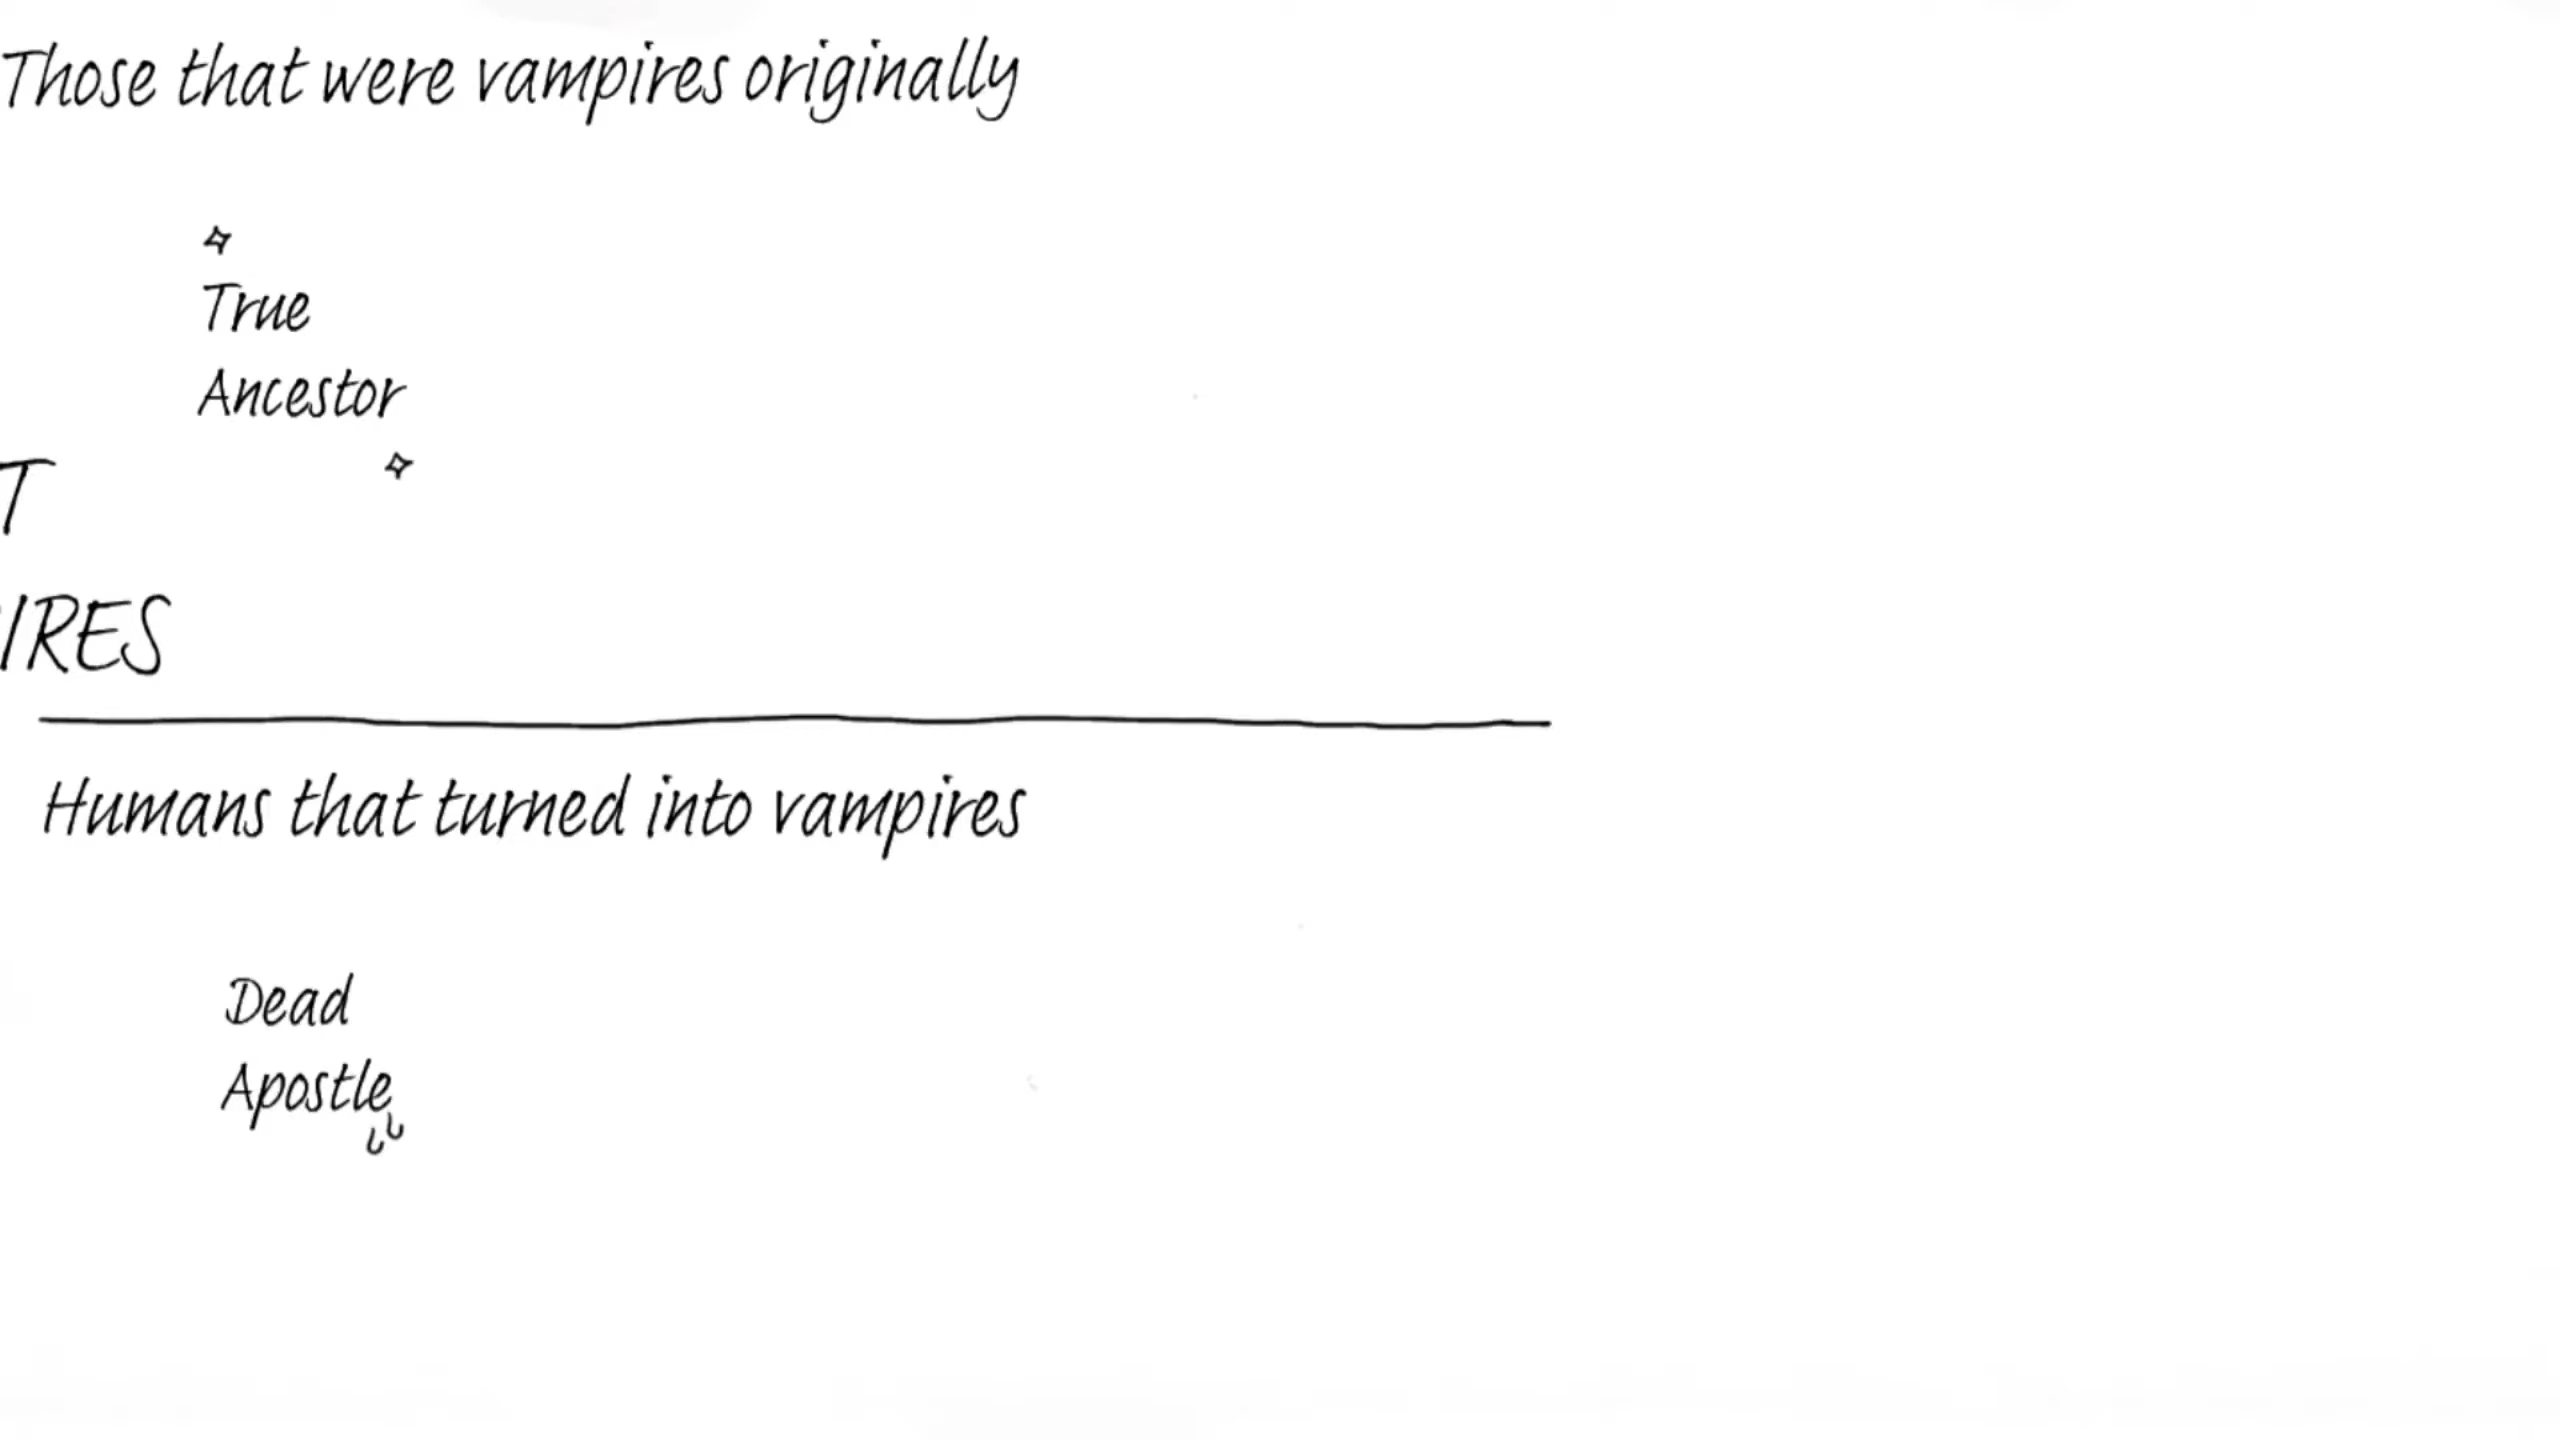 Those that were vampires originally
True
Ancestor
T
IRES
Humans that turned into vampires
Dead
Apostle